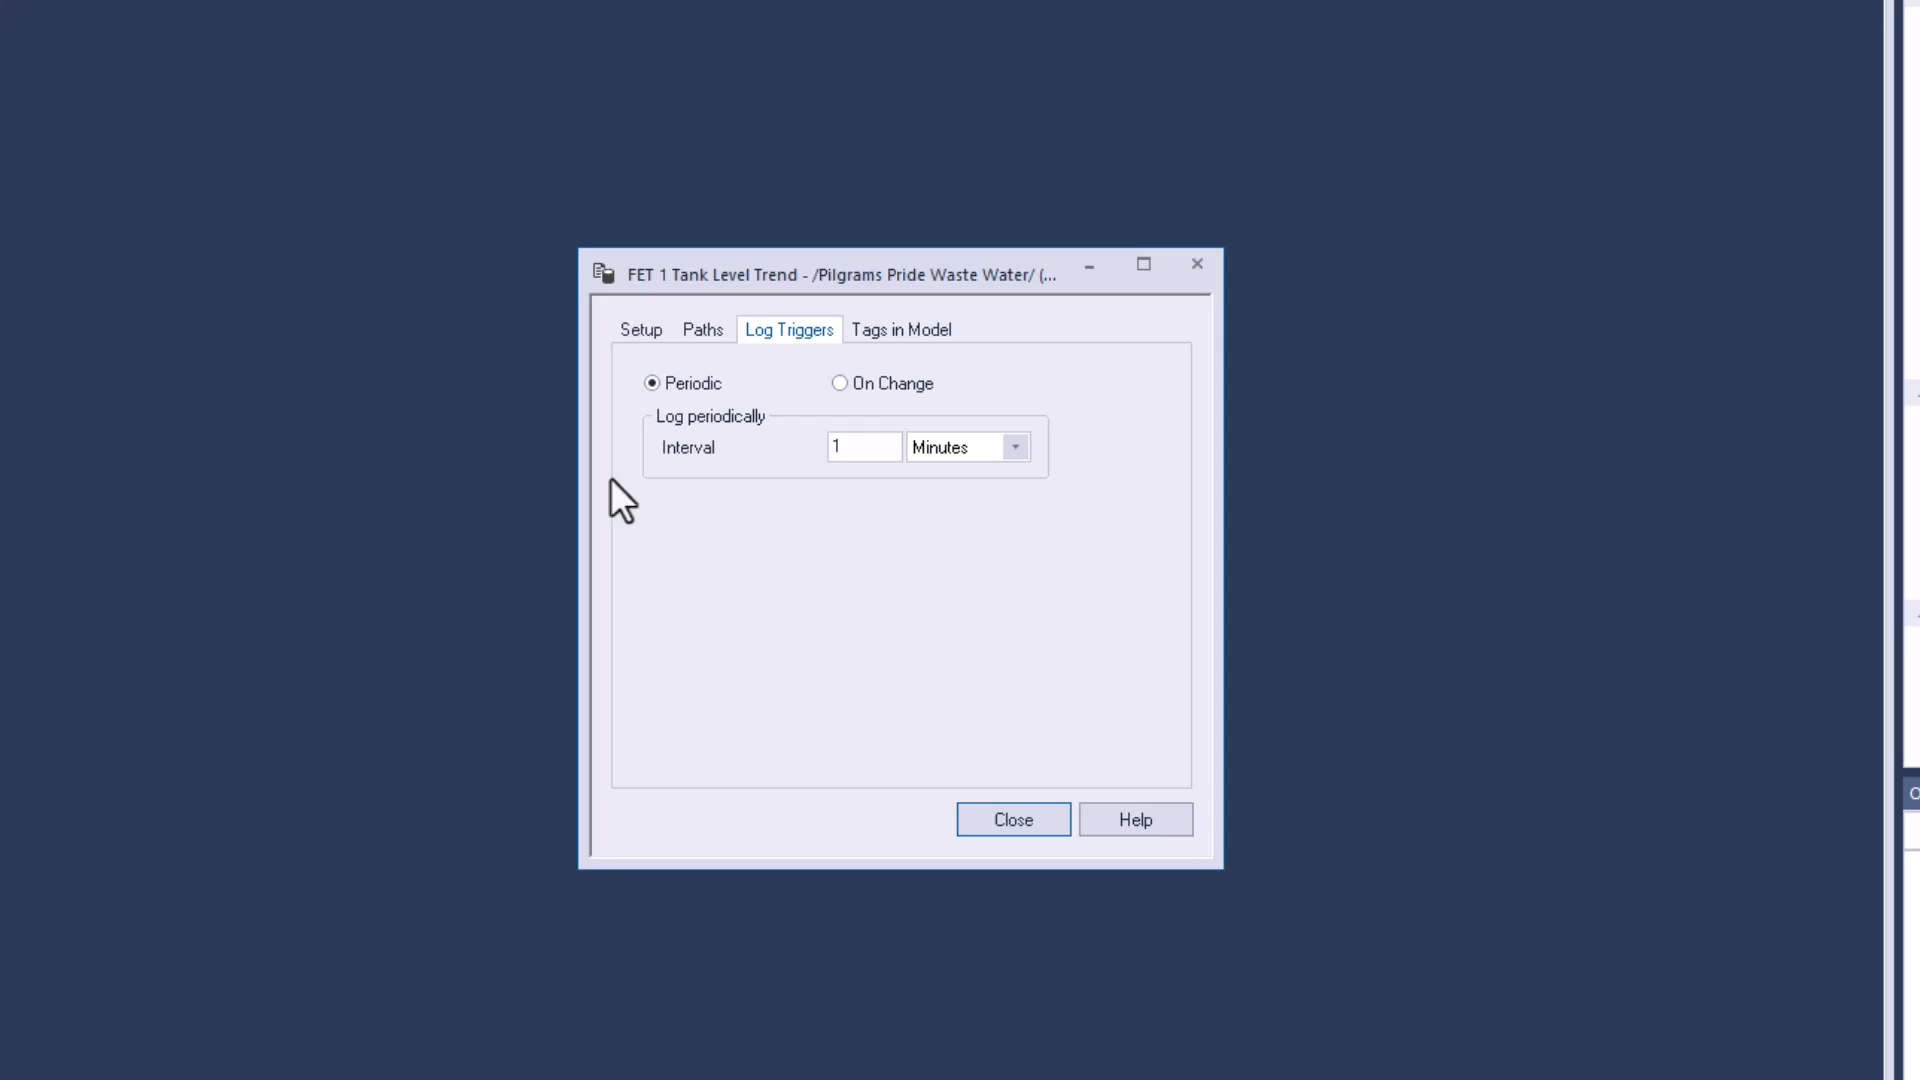 FET 1 Tank Level Trend - /Pilgrams Pride Waste Water/ (...
Setup Paths Log Triggers Tags in Model
Periodic On Change
Log periodically
Interval 1 Minutes
Close Help